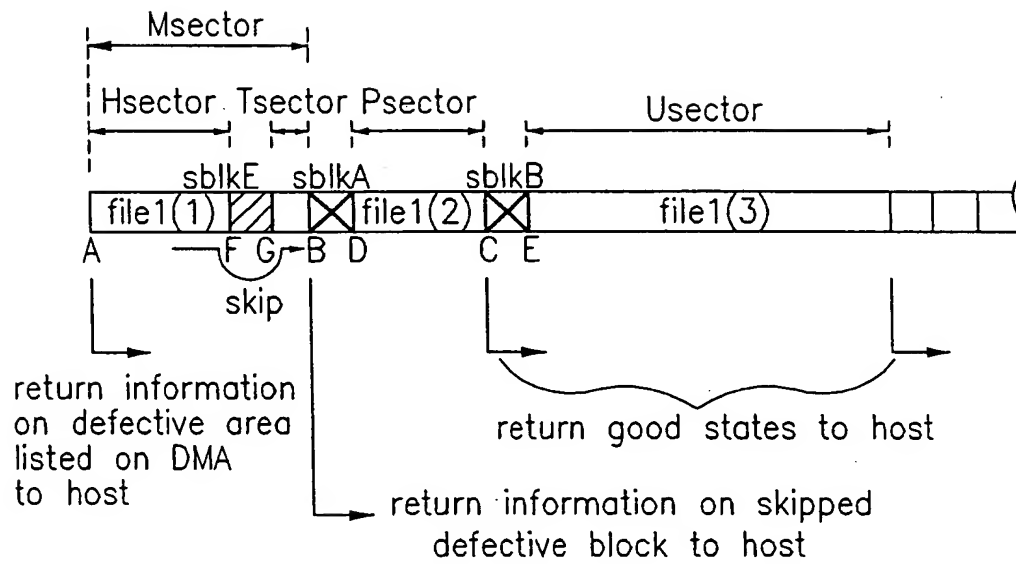 Msector
Hsector Tsector Psector Usector
sblkE sblkA sblkB
file1(1) file1(2) file1(3)
A F G B D C E
skip
return information
on defective area
listed on DMA
to host
return good states to host
return information on skipped
defective block to host